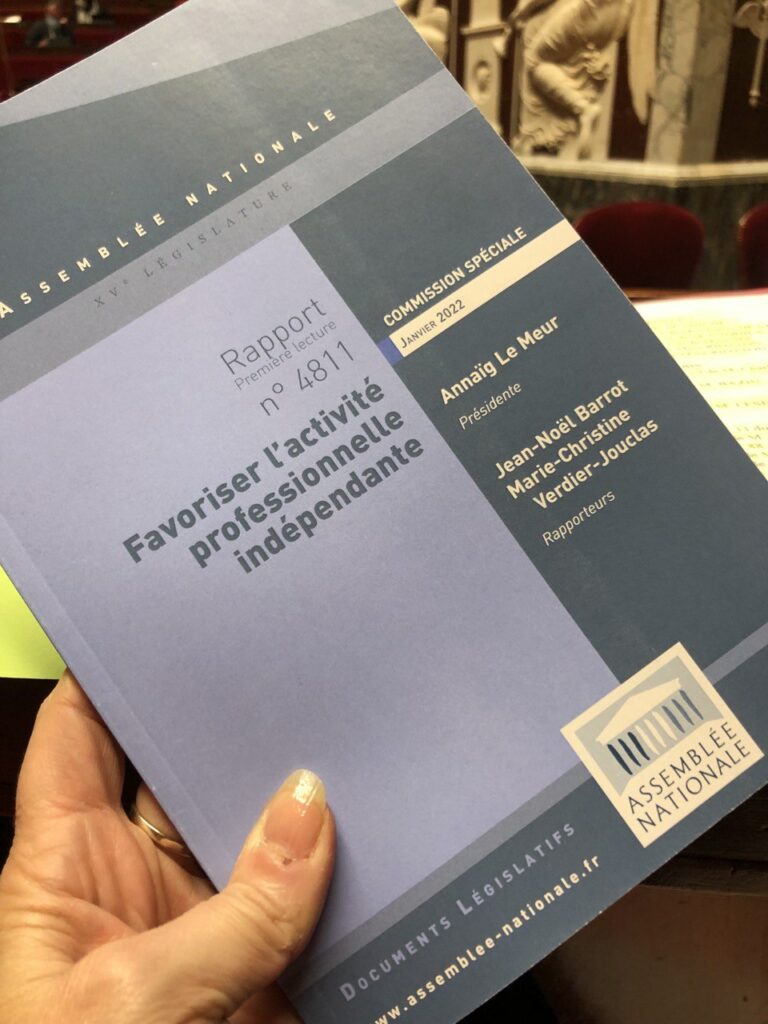 ASSEMBLÉE NATIONALE
XVe LÉGISLATURE
Rapport
Première lecture
n° 4811
Favoriser l'activité
professionnelle
indépendante
COMMISSION SPÉCIALE
JANVIER 2022
Annaïg Le Meur
Présidente
Jean-Noël Barrot
Marie-Christine
Verdier-Jouclas
Rapporteurs
ASSEMBLÉE
NATIONALE
DOCUMENTS LÉGISLATIFS
www.assemblee-nationale.fr